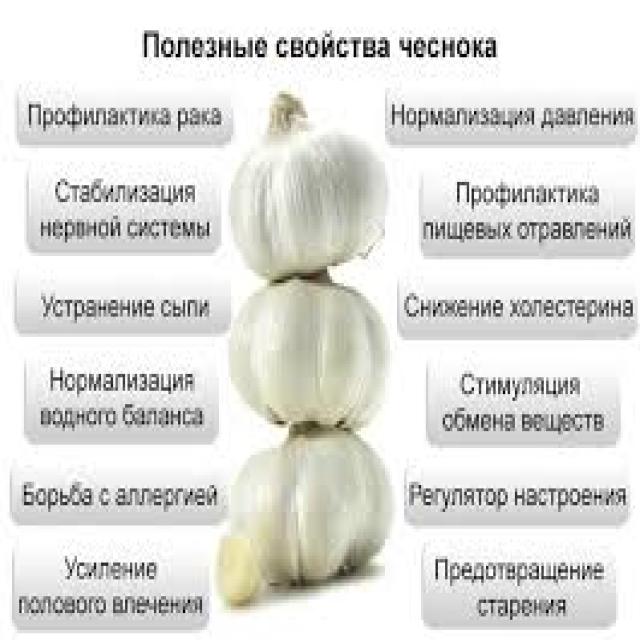 Полезные свойства чеснока
Профилактика рака
Стабилизация
нервной системы
Устранение сыпи
Нормализация
водного баланса
Борьба с аллергией
Усиление
полового влечения
Нормализация давления
Профилактика
пищевых отравлений
Снижение холестерина
Стимуляция
обмена веществ
Регулятор настроения
Предотвращение
старения